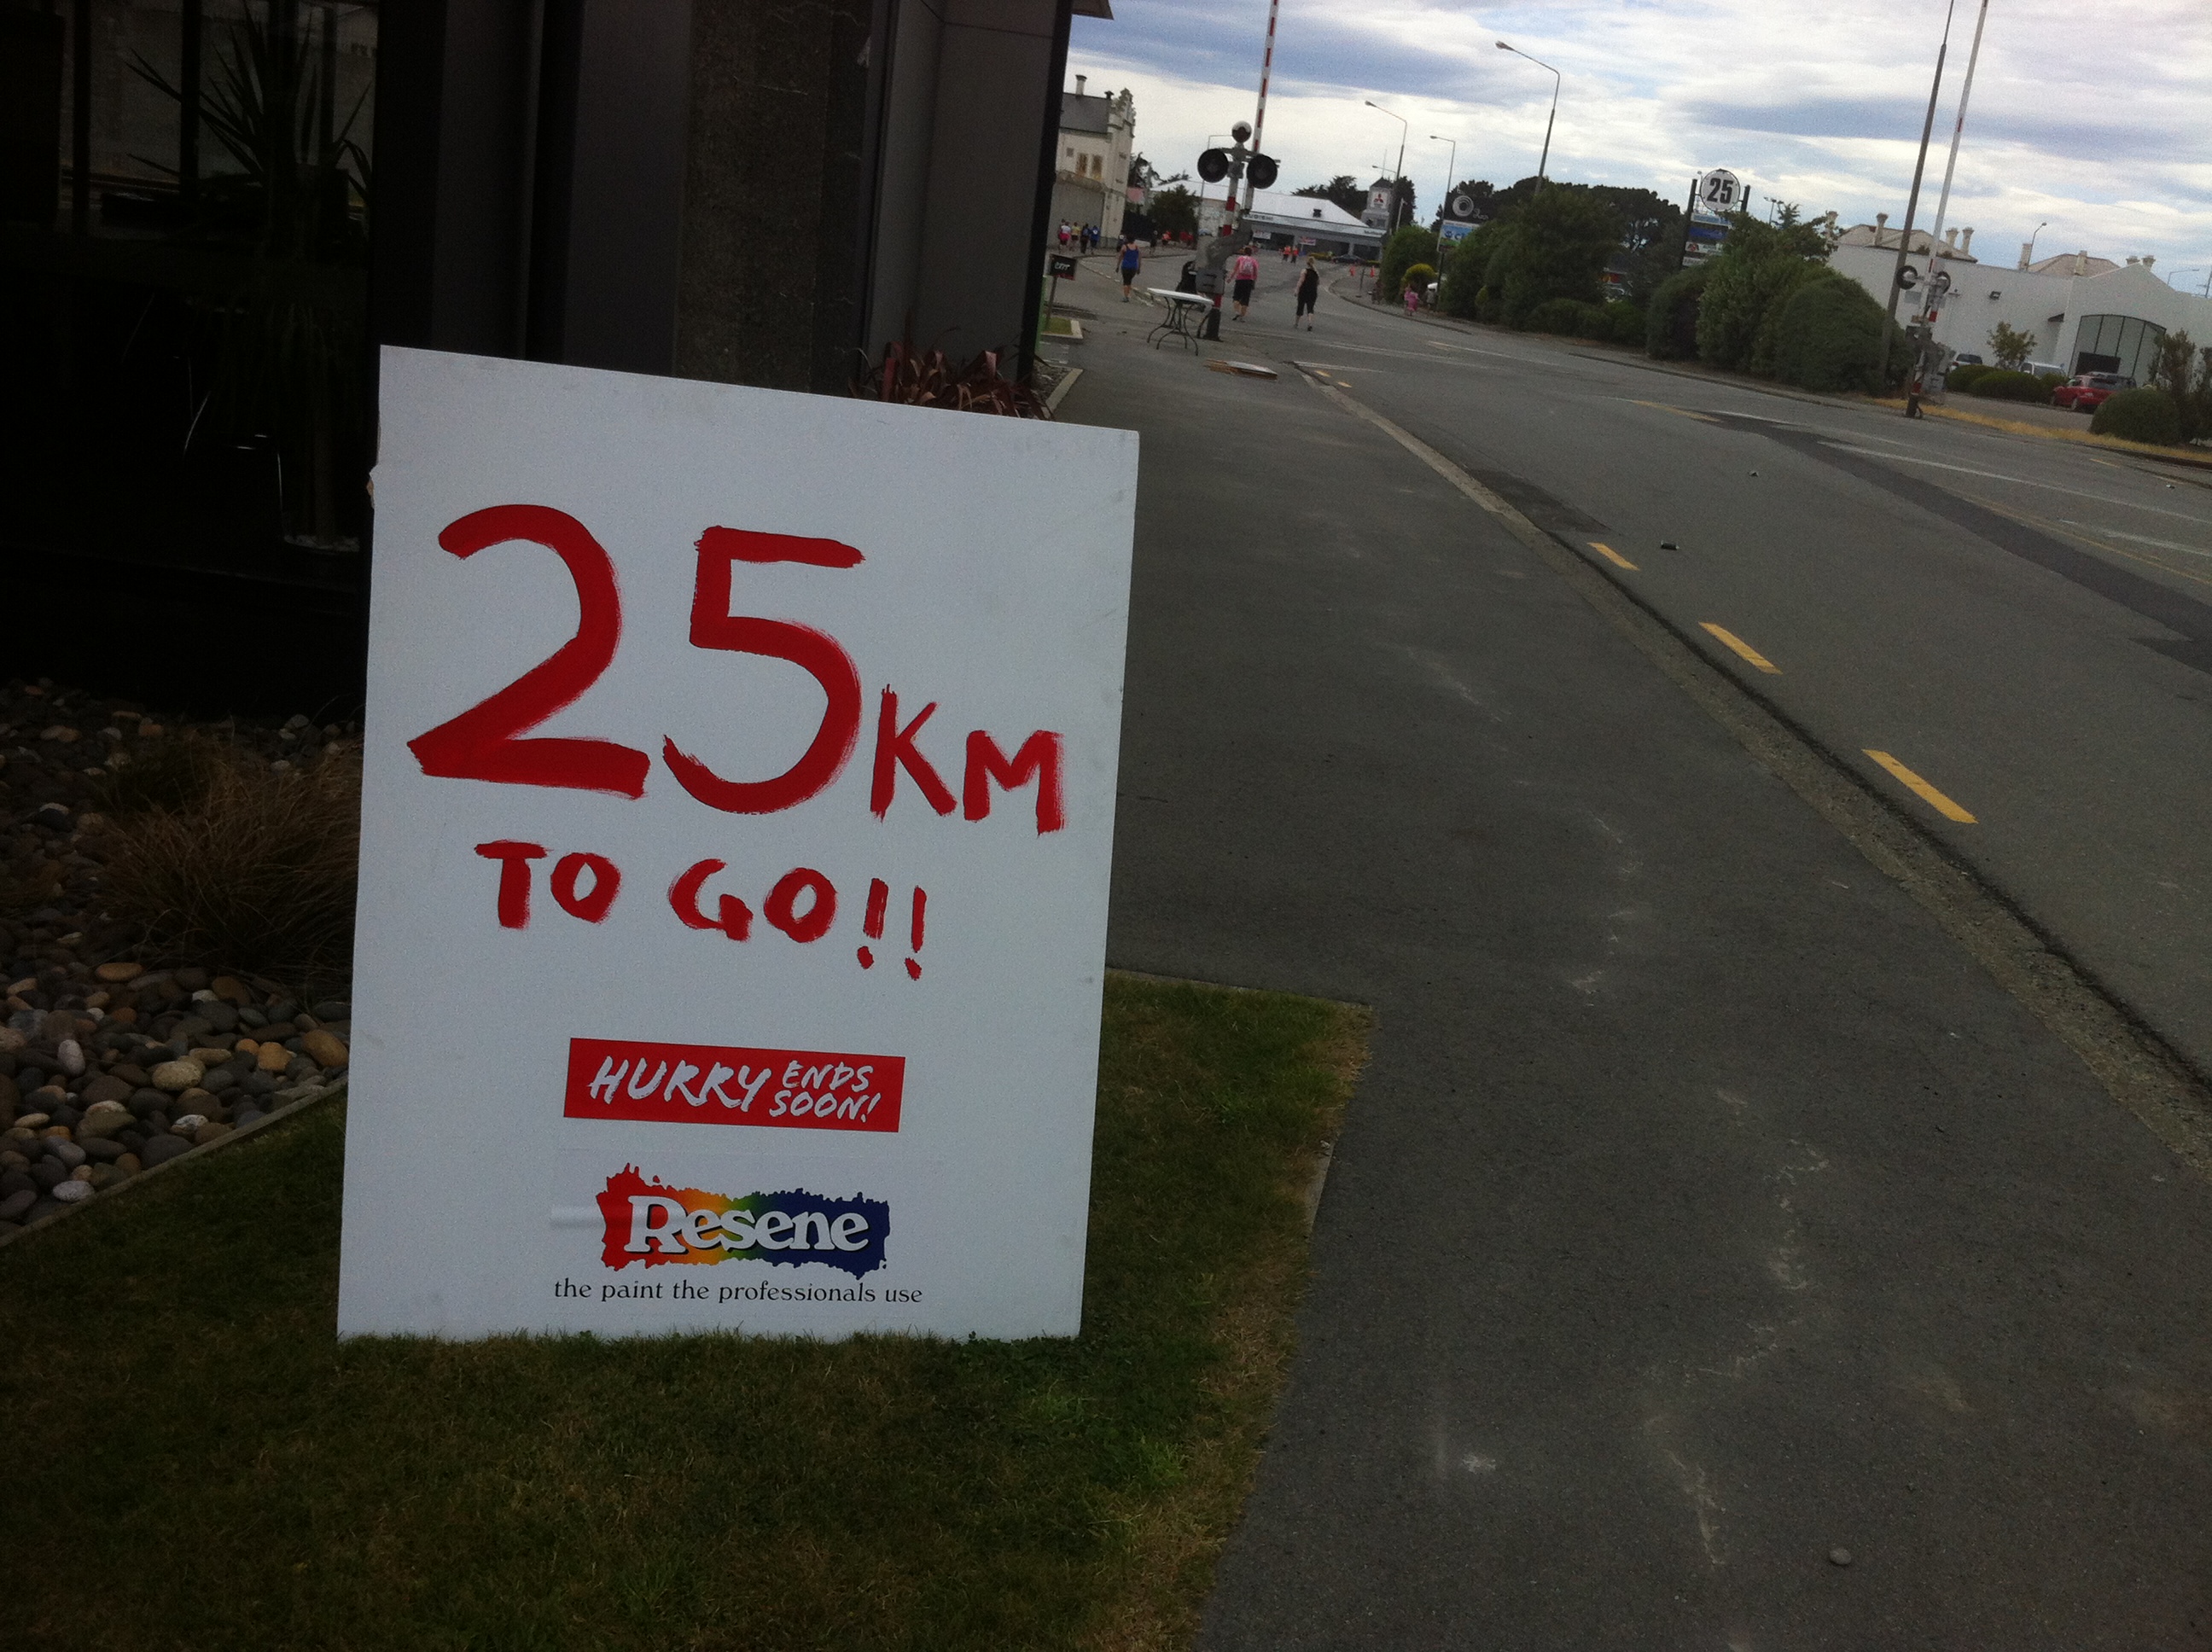 25KM
TO GO!!
HURRY ENDS
SOON!
Resene
the paint the professionals use
25